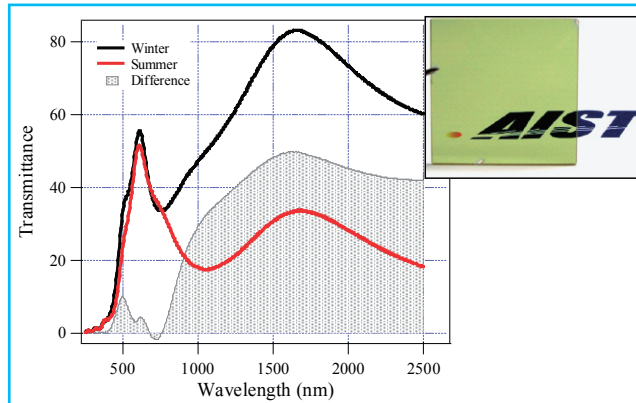 80
60
40
20
0
Transmittance
Winter
Summer
Difference
500
1000
1500
2000
2500
Wavelength (nm)
AIST